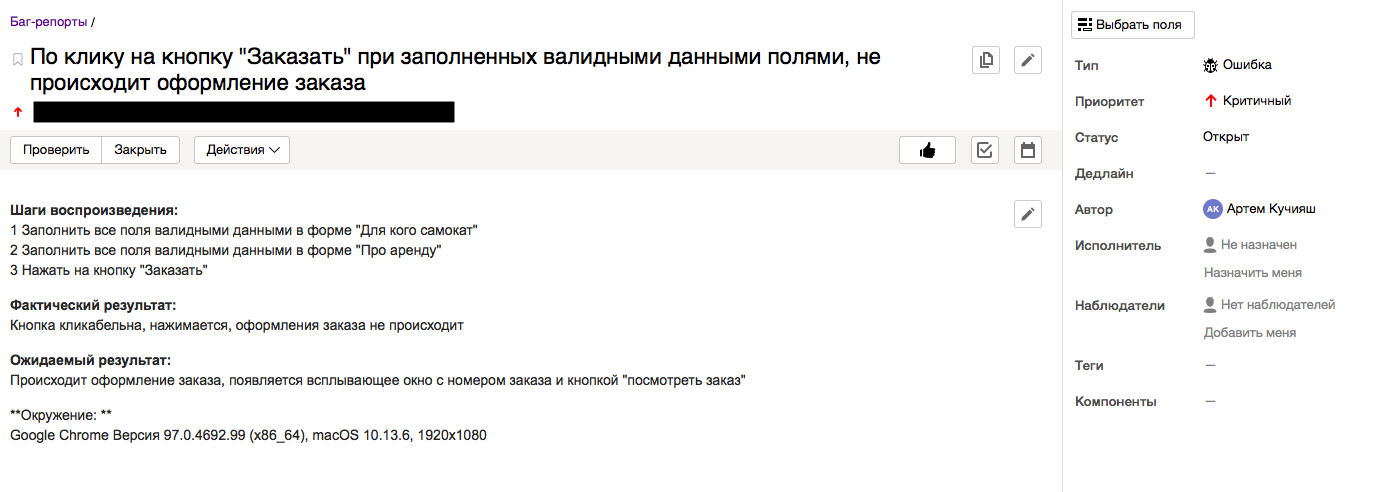 Баг-репорты /
По клику на кнопку "Заказать" при заполненных валидными данными полями, не
происходит оформление заказа
Проверить Закрыть Действия
Шаги воспроизведения:
1 Заполнить все поля валидными данными в форме "Для кого самокат"
2 Заполнить все поля валидными данными в форме "Про аренду"
3 Нажать на кнопку "Заказать"
Фактический результат:
Кнопка кликабельна, нажимается, оформления заказа не происходит
Ожидаемый результат:
Происходит оформление заказа, появляется всплывающее окно с номером заказа и кнопкой "посмотреть заказ"
**Окружение: **
Google Chrome Версия 97.0.4692.99 (x86_64), macOS 10.13.6, 1920x1080
Выбрать поля
Тип Ошибка
Приоритет Критичный
Статус Открыт
Дедлайн —
Автор АК Артем Кучияш
Исполнитель Не назначен
Назначить меня
Наблюдатели Нет наблюдателей
Добавить меня
Теги —
Компоненты —